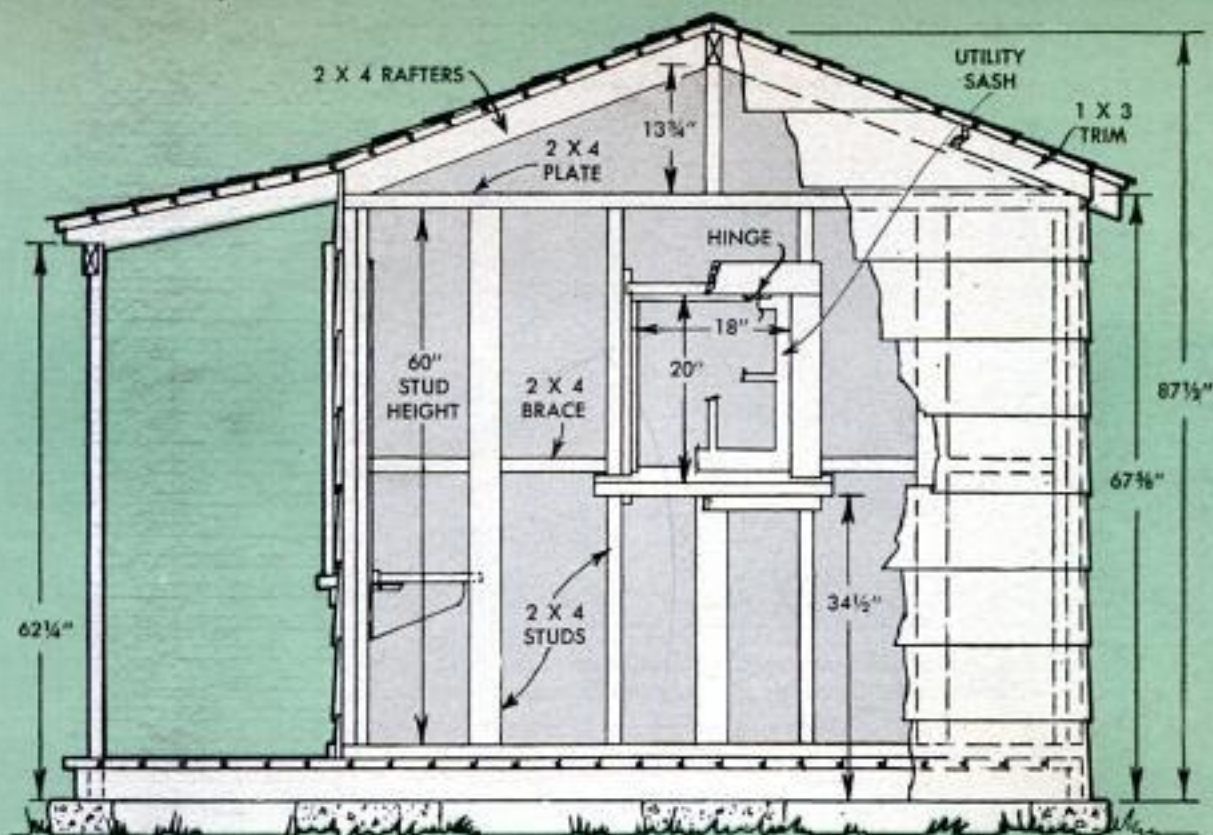 2 X 4 RAFTERS
UTILITY
SASH
1 X 3
TRIM
13¾"
2 X 4
PLATE
HINGE
18"
20"
60"
STUD
HEIGHT
2 X 4
BRACE
87½"
67⅝"
34½"
2 X 4
STUDS
62¼"